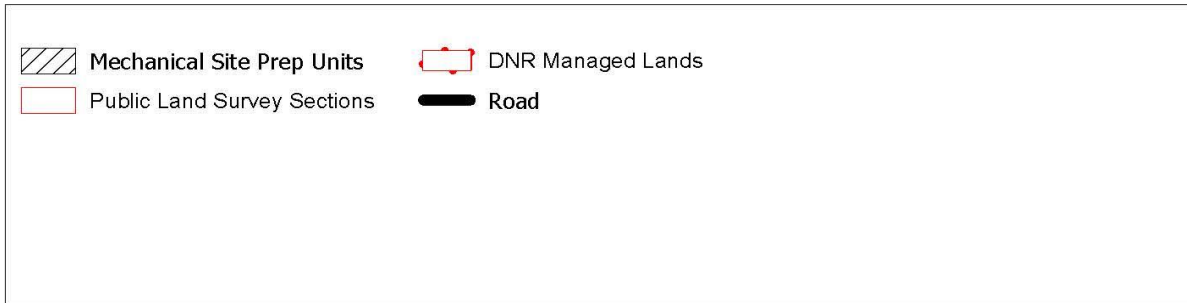 Mechanical Site Prep Units
Public Land Survey Sections
DNR Managed Lands
Road